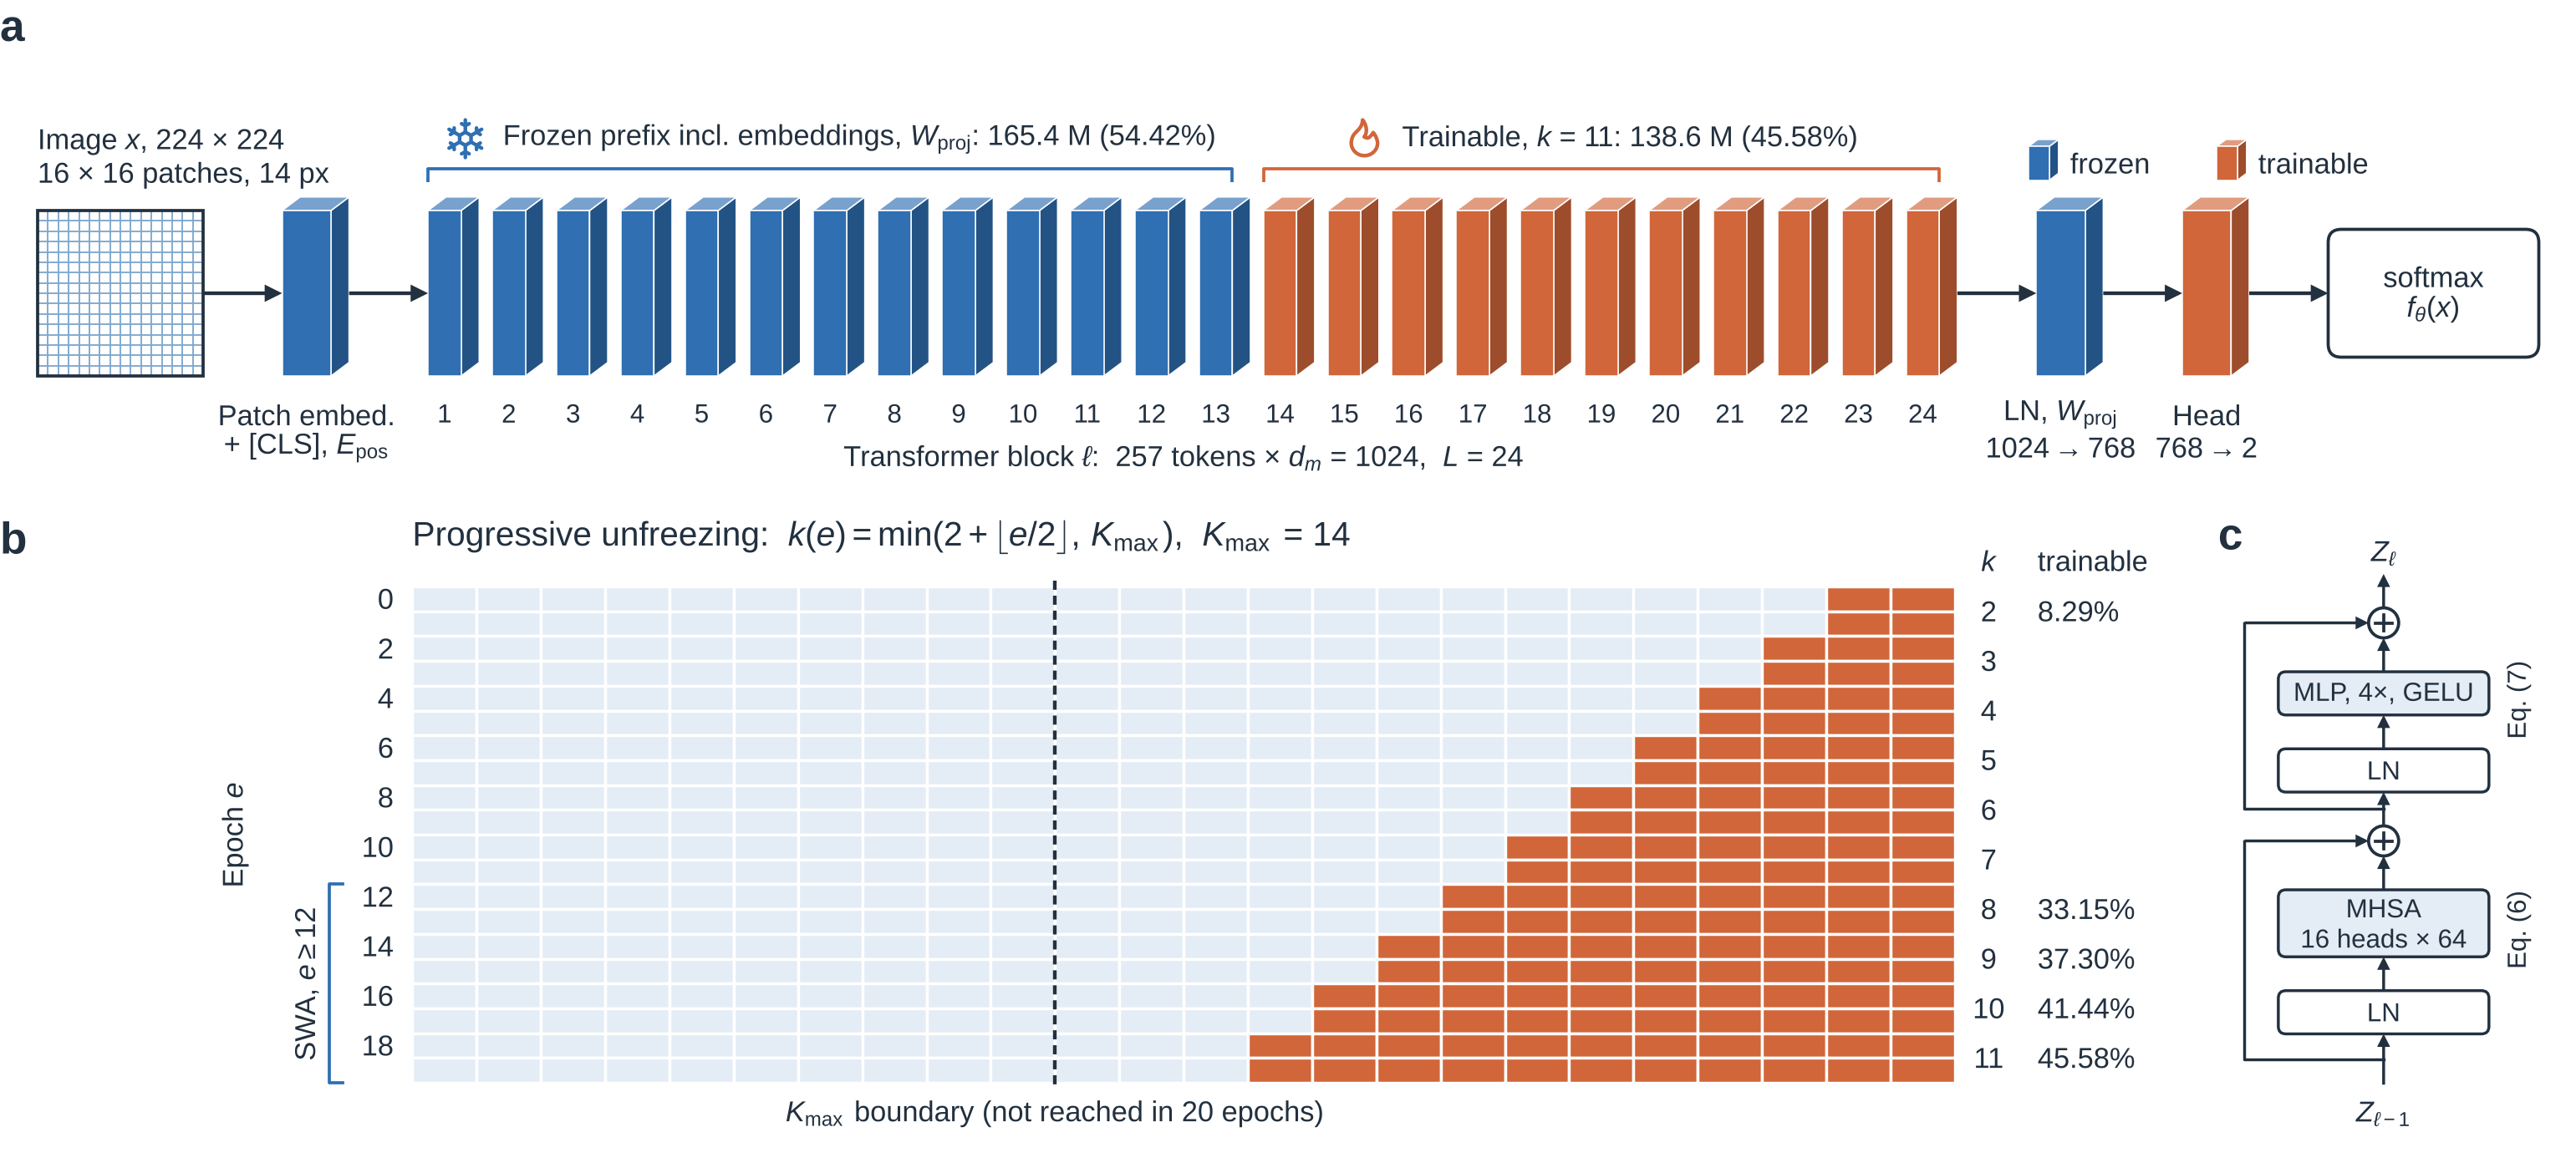 a
Image x, 224 × 224
16 × 16 patches, 14 px
Frozen prefix incl. embeddings, Wproj: 165.4 M (54.42%)
Trainable, k = 11: 138.6 M (45.58%)
frozen
trainable
softmax
fθ(x)
Patch embed.
+ [CLS], Epos
1 2 3 4 5 6 7 8 9 10 11 12 13 14 15 16 17 18 19 20 21 22 23 24
Transformer block ℓ: 257 tokens × dm = 1024, L = 24
LN, Wproj
1024 → 768
Head
768 → 2
b
Progressive unfreezing: k(e) = min(2 + ⌊e/2⌋, Kmax), Kmax = 14
k trainable
Epoch e
SWA, e ≥ 12
0
2 8.29%
2
3
4
4
6
5
8
6
10
7
12
8 33.15%
14
9 37.30%
16
10 41.44%
18
11 45.58%
Kmax boundary (not reached in 20 epochs)
c
Zℓ
MLP, 4×, GELU
Eq. (7)
LN
MHSA
16 heads × 64
Eq. (6)
LN
Zℓ−1